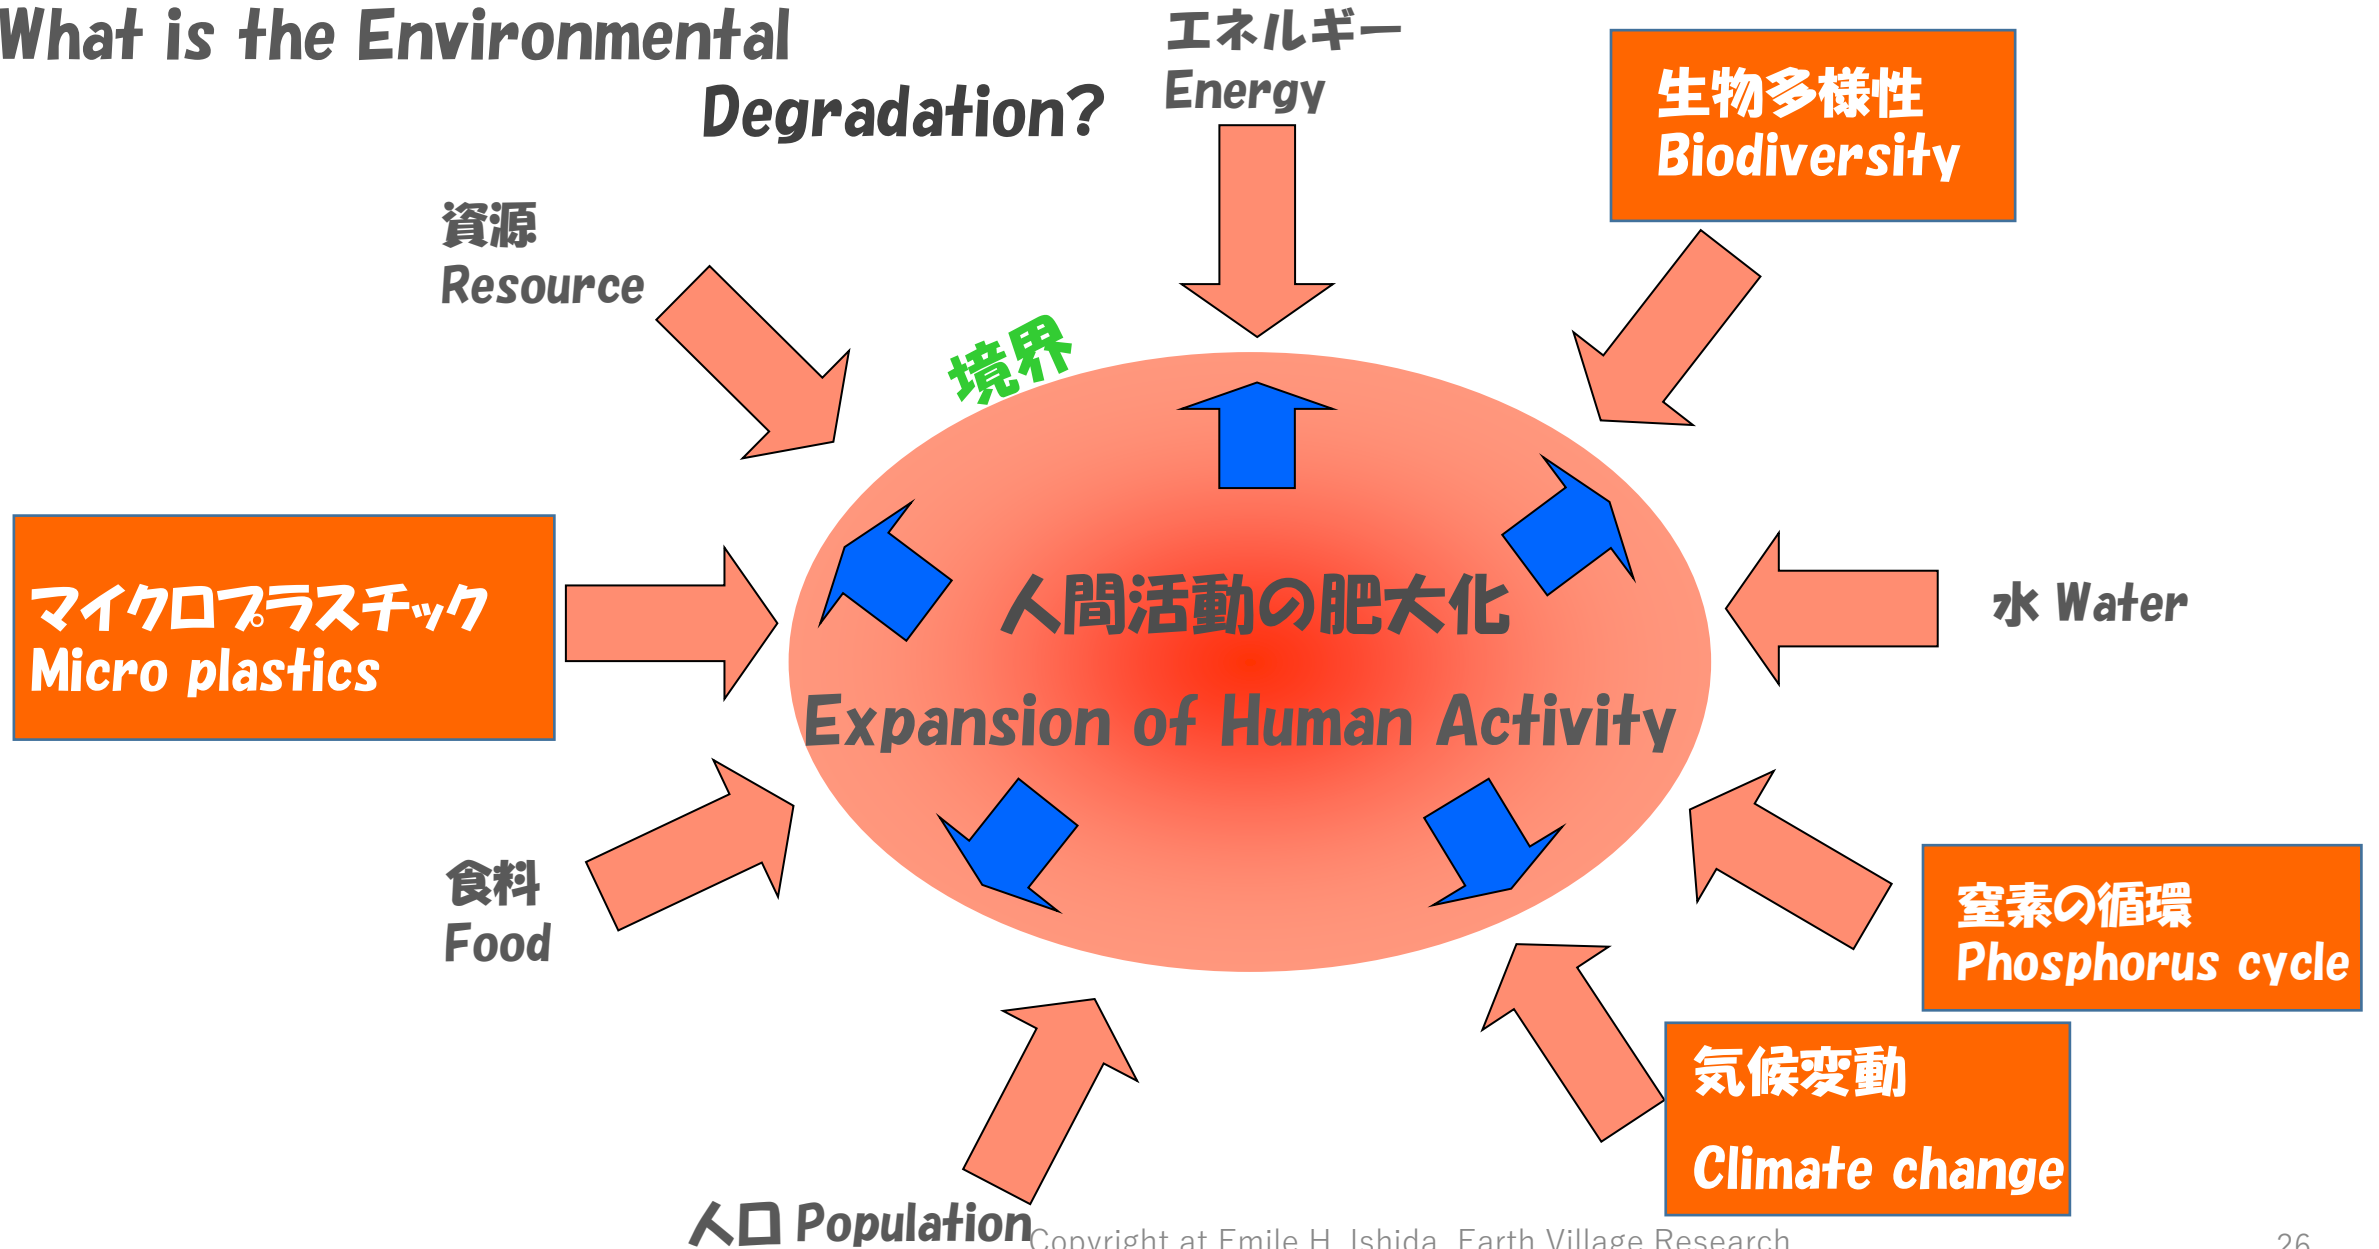 What is the Environmental
Degradation?
エネルギー
Energy
生物多様性
Biodiversity
資源
Resource
境界
マイクロプラスチック
Micro plastics
人間活動の肥大化
Expansion of Human Activity
水 Water
食料
Food
窒素の循環
Phosphorus cycle
気候変動
Climate change
人口 Population
Copyright at Emile H. Ishida, Earth Village Research
26